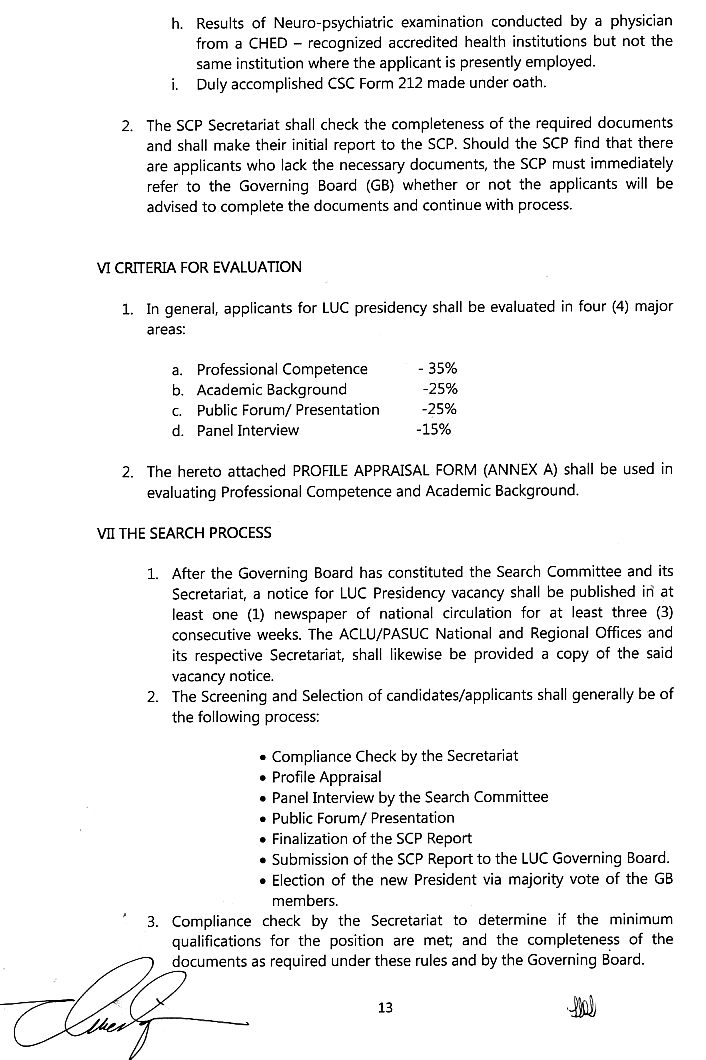 h. Results of Neuro-psychiatric examination conducted by a physician
from a CHED – recognized accredited health institutions but not the
same institution where the applicant is presently employed.
i. Duly accomplished CSC Form 212 made under oath.
2. The SCP Secretariat shall check the completeness of the required documents
and shall make their initial report to the SCP. Should the SCP find that there
are applicants who lack the necessary documents, the SCP must immediately
refer to the Governing Board (GB) whether or not the applicants will be
advised to complete the documents and continue with process.
VI CRITERIA FOR EVALUATION
1. In general, applicants for LUC presidency shall be evaluated in four (4) major
areas:
a. Professional Competence - 35%
b. Academic Background -25%
c. Public Forum/ Presentation -25%
d. Panel Interview -15%
2. The hereto attached PROFILE APPRAISAL FORM (ANNEX A) shall be used in
evaluating Professional Competence and Academic Background.
VII THE SEARCH PROCESS
1. After the Governing Board has constituted the Search Committee and its
Secretariat, a notice for LUC Presidency vacancy shall be published in at
least one (1) newspaper of national circulation for at least three (3)
consecutive weeks. The ACLU/PASUC National and Regional Offices and
its respective Secretariat, shall likewise be provided a copy of the said
vacancy notice.
2. The Screening and Selection of candidates/applicants shall generally be of
the following process:
• Compliance Check by the Secretariat
• Profile Appraisal
• Panel Interview by the Search Committee
• Public Forum/ Presentation
• Finalization of the SCP Report
• Submission of the SCP Report to the LUC Governing Board.
• Election of the new President via majority vote of the GB
members.
3. Compliance check by the Secretariat to determine if the minimum
qualifications for the position are met; and the completeness of the
documents as required under these rules and by the Governing Board.
13